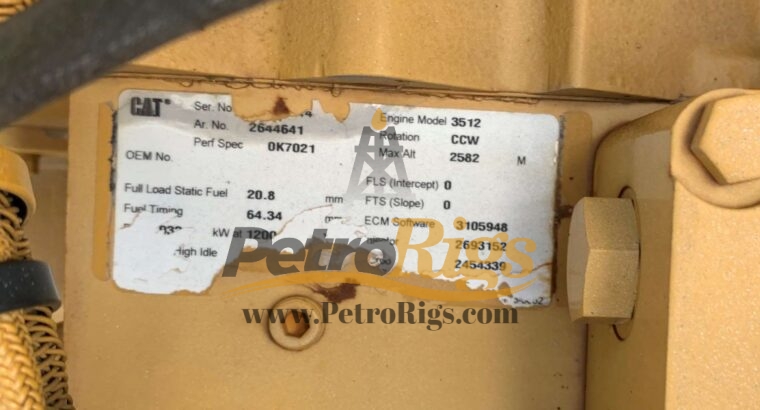 CAT
Ser. No
Ar. No. 2644641
Perf Spec 0K7021
OEM No.
Full Load Static Fuel 20.8 mm
Fuel Timing 64.34
kW at 1200
High Idle
Engine Model 3512
Rotation CCW
Max Alt 2582 M
FLS (Intercept) 0
FTS (Slope) 0
ECM Software 3105948
2693152
2454339
PetroRigs
www.PetroRigs.com